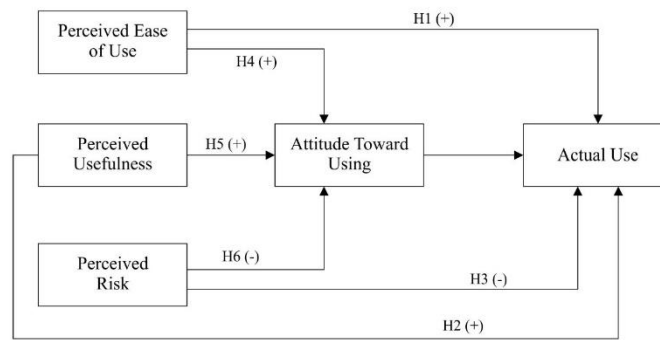 Perceived Ease
of Use
H1 (+)
H4 (+)
Perceived
Usefulness
H5 (+)
Attitude Toward
Using
Actual Use
Perceived
Risk
H6 (-)
H3 (-)
H2 (+)